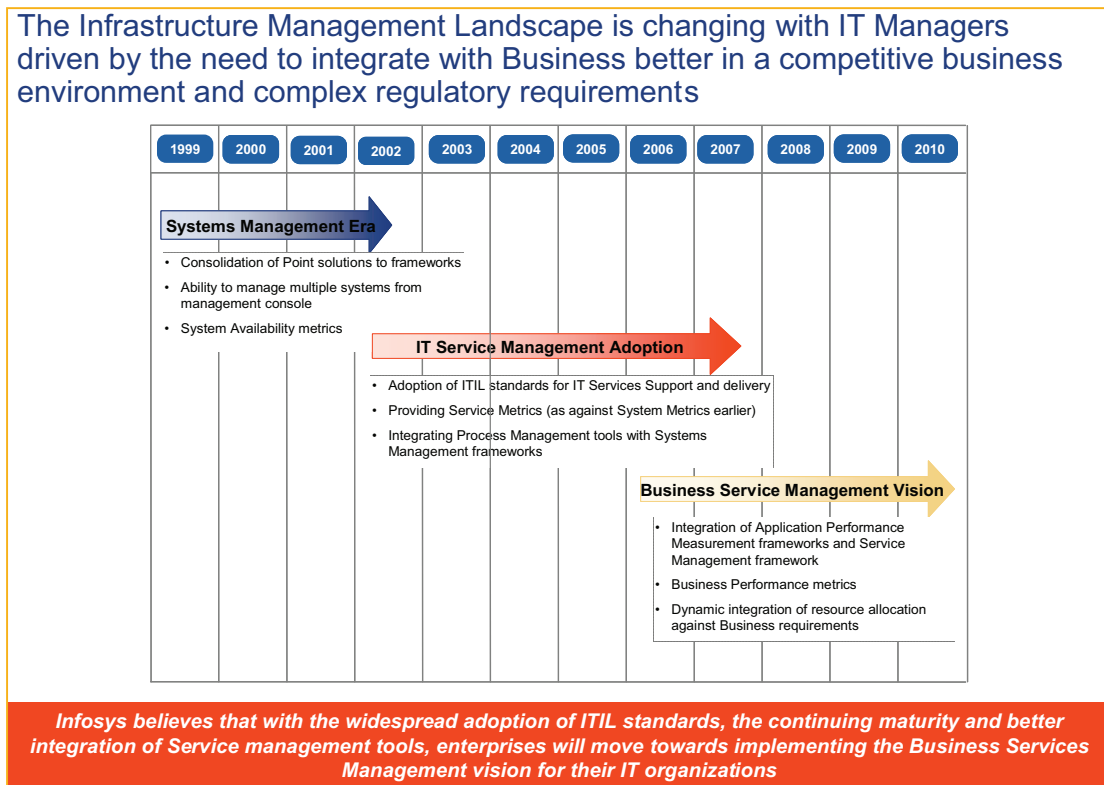 The Infrastructure Management Landscape is changing with IT Managers
driven by the need to integrate with Business better in a competitive business
environment and complex regulatory requirements
1999 2000 2001 2002 2003 2004 2005 2006 2007 2008 2009 2010
Systems Management Era
• Consolidation of Point solutions to frameworks
• Ability to manage multiple systems from
management console
• System Availability metrics
IT Service Management Adoption
• Adoption of ITIL standards for IT Services Support and delivery
• Providing Service Metrics (as against System Metrics earlier)
• Integrating Process Management tools with Systems
Management frameworks
Business Service Management Vision
• Integration of Application Performance
Measurement frameworks and Service
Management framework
• Business Performance metrics
• Dynamic integration of resource allocation
against Business requirements
Infosys believes that with the widespread adoption of ITIL standards, the continuing maturity and better
integration of Service management tools, enterprises will move towards implementing the Business Services
Management vision for their IT organizations